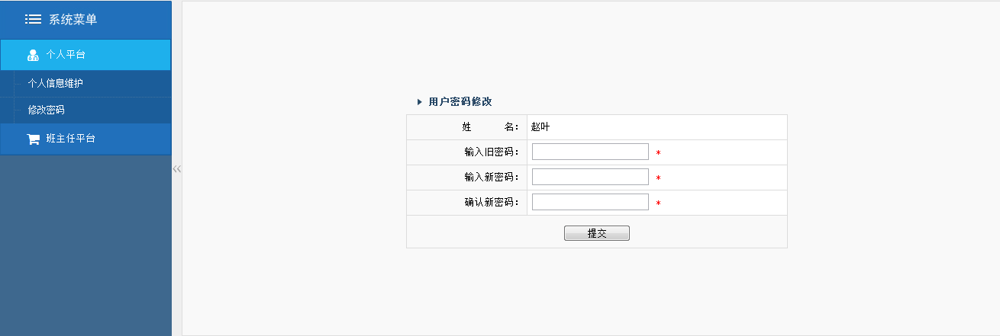 系统菜单
个人平台
个人信息维护
修改密码
班主任平台
用户密码修改
姓 名： 赵叶
输入旧密码： *
输入新密码： *
确认新密码： *
提交